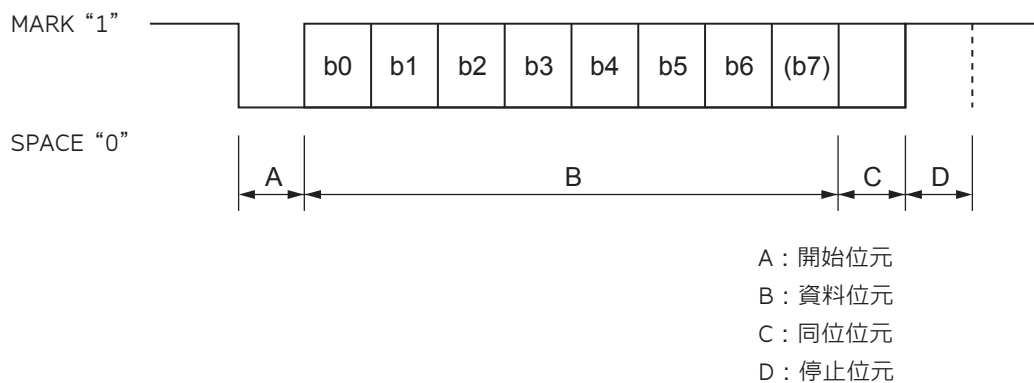 MARK “1”
b0 b1 b2 b3 b4 b5 b6 (b7)
SPACE “0”
A B C D
A：開始位元
B：資料位元
C：同位位元
D：停止位元